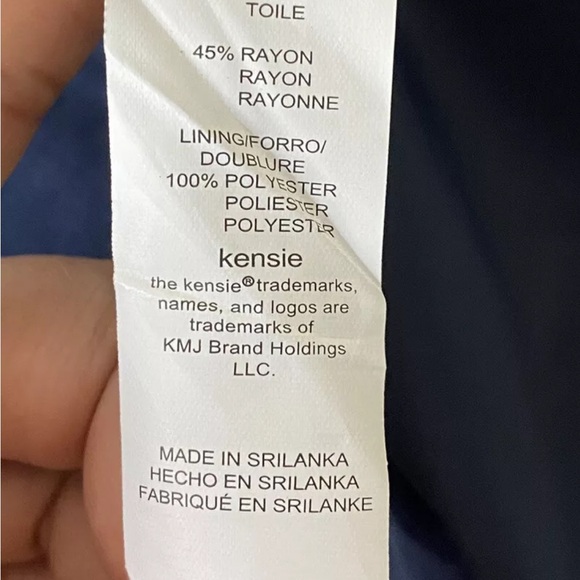 TOILE
45% RAYON
RAYON
RAYONNE
LINING/FORRO/
DOUBLURE
100% POLYESTER
POLIESTER
POLYESTER
kensie
the kensie® trademarks,
names, and logos are
trademarks of
KMJ Brand Holdings
LLC.
MADE IN SRILANKA
HECHO EN SRILANKA
FABRIQUÉ EN SRILANKE